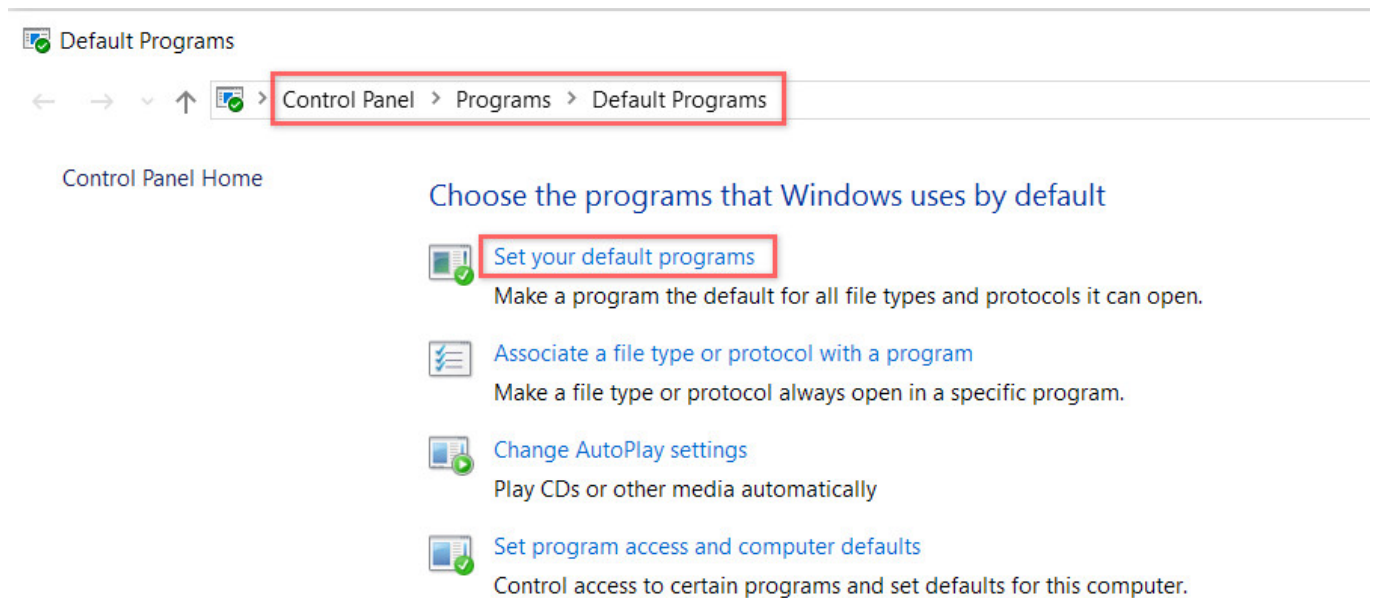 Default Programs
Control Panel > Programs > Default Programs
Control Panel Home
Choose the programs that Windows uses by default
Set your default programs
Make a program the default for all file types and protocols it can open.
Associate a file type or protocol with a program
Make a file type or protocol always open in a specific program.
Change AutoPlay settings
Play CDs or other media automatically
Set program access and computer defaults
Control access to certain programs and set defaults for this computer.